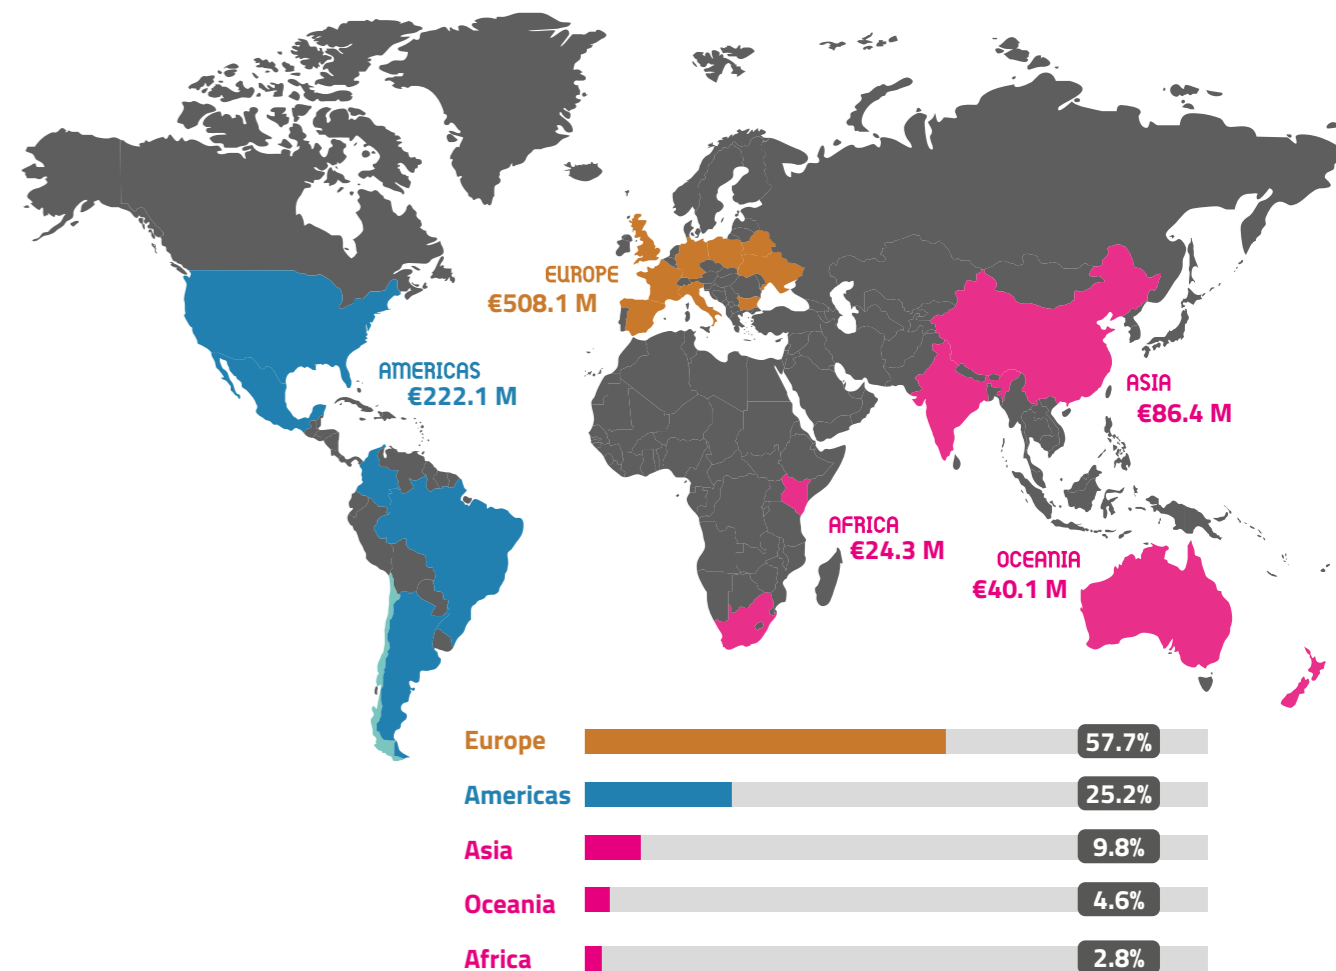 EUROPE
€508.1 M
AMERICAS
€222.1 M
ASIA
€86.4 M
AFRICA
€24.3 M
OCEANIA
€40.1 M
Europe 57.7%
Americas 25.2%
Asia 9.8%
Oceania 4.6%
Africa 2.8%